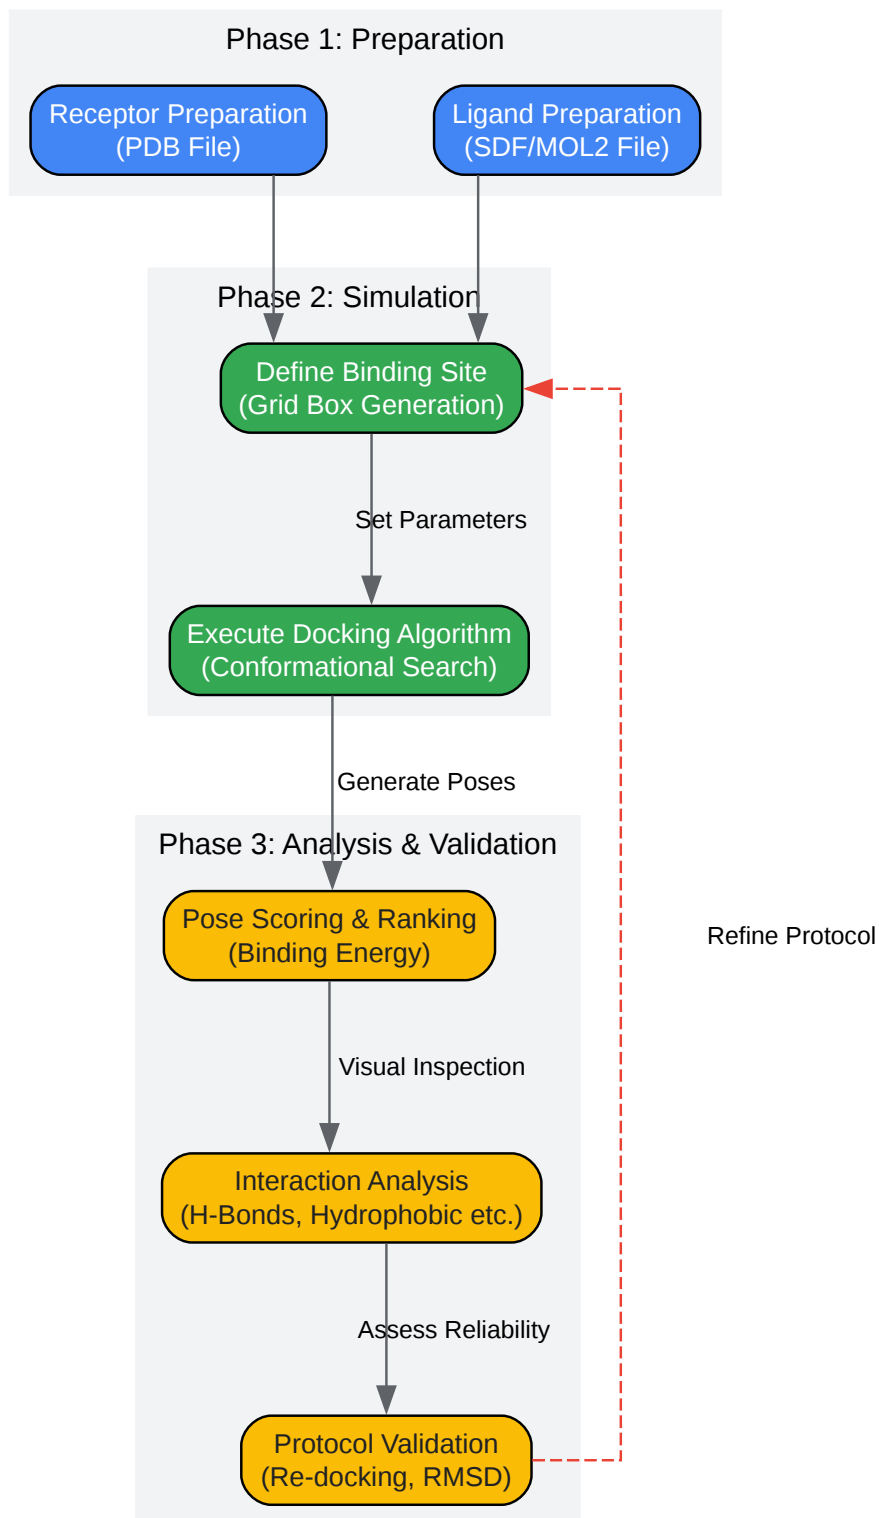 Phase 1: Preparation
Receptor Preparation
(PDB File)
Ligand Preparation
(SDF/MOL2 File)
Phase 2: Simulation
Define Binding Site
(Grid Box Generation)
Set Parameters
Execute Docking Algorithm
(Conformational Search)
Generate Poses
Phase 3: Analysis & Validation
Pose Scoring & Ranking
(Binding Energy)
Refine Protocol
Visual Inspection
Interaction Analysis
(H-Bonds, Hydrophobic etc.)
Assess Reliability
Protocol Validation
(Re-docking, RMSD)